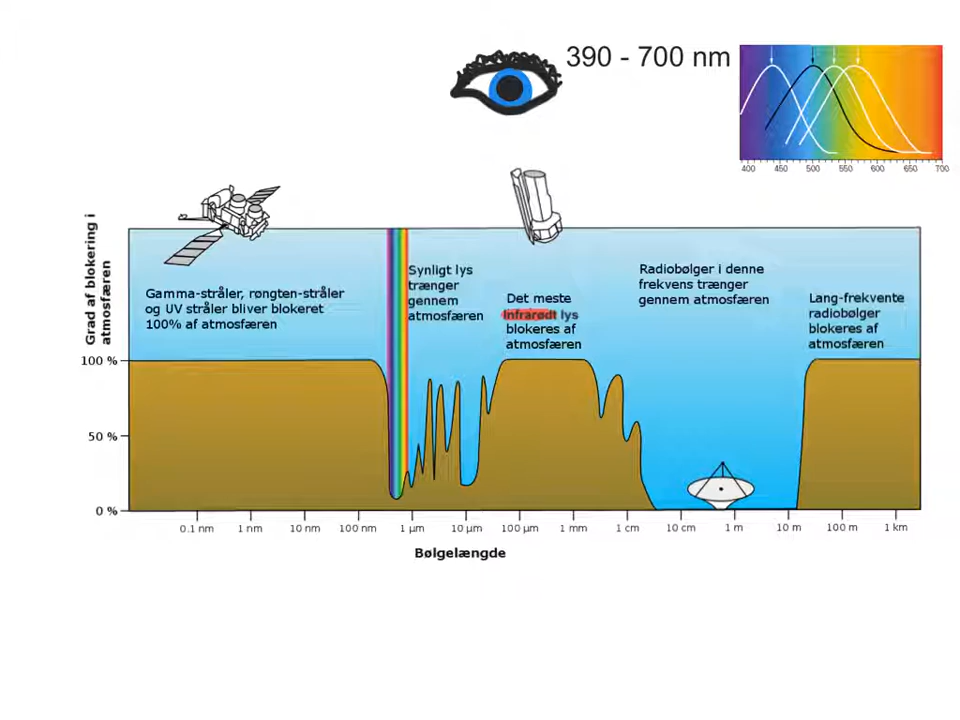 390 - 700 nm
400 450 500 550 600 650 700
Grad af blokering i
atmosfæren
Gamma-stråler, røngten-stråler
og UV stråler bliver blokeret
100% af atmosfæren
Synligt lys
trænger
gennem
atmosfæren
Det meste
Infrarødt lys
blokeres af
atmosfæren
Radiobølger i denne
frekvens trænger
gennem atmosfæren
Lang-frekvente
radiobølger
blokeres af
atmosfæren
100 %
50 %
0 %
0.1 nm 1 nm 10 nm 100 nm 1 μm 10 μm 100 μm 1 mm 1 cm 10 cm 1 m 10 m 100 m 1 km
Bølgelængde